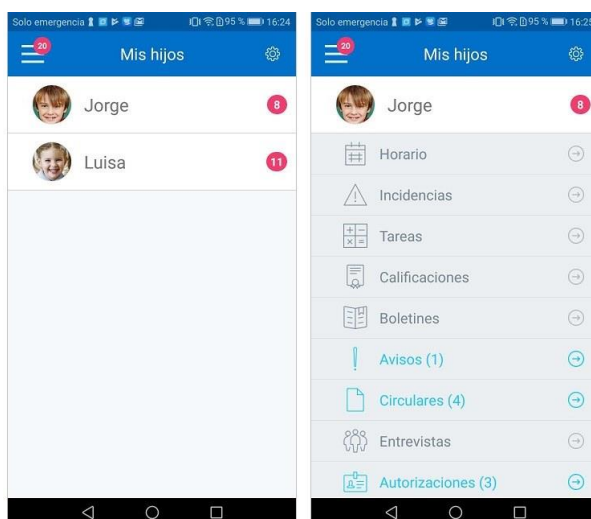 Solo emergencia 95 % 16:24
20
Mis hijos
Jorge 8
Luisa 11
Solo emergencia 95 % 16:25
20
Mis hijos
Jorge 8
Horario
Incidencias
Tareas
Calificaciones
Boletines
Avisos (1)
Circulares (4)
Entrevistas
Autorizaciones (3)